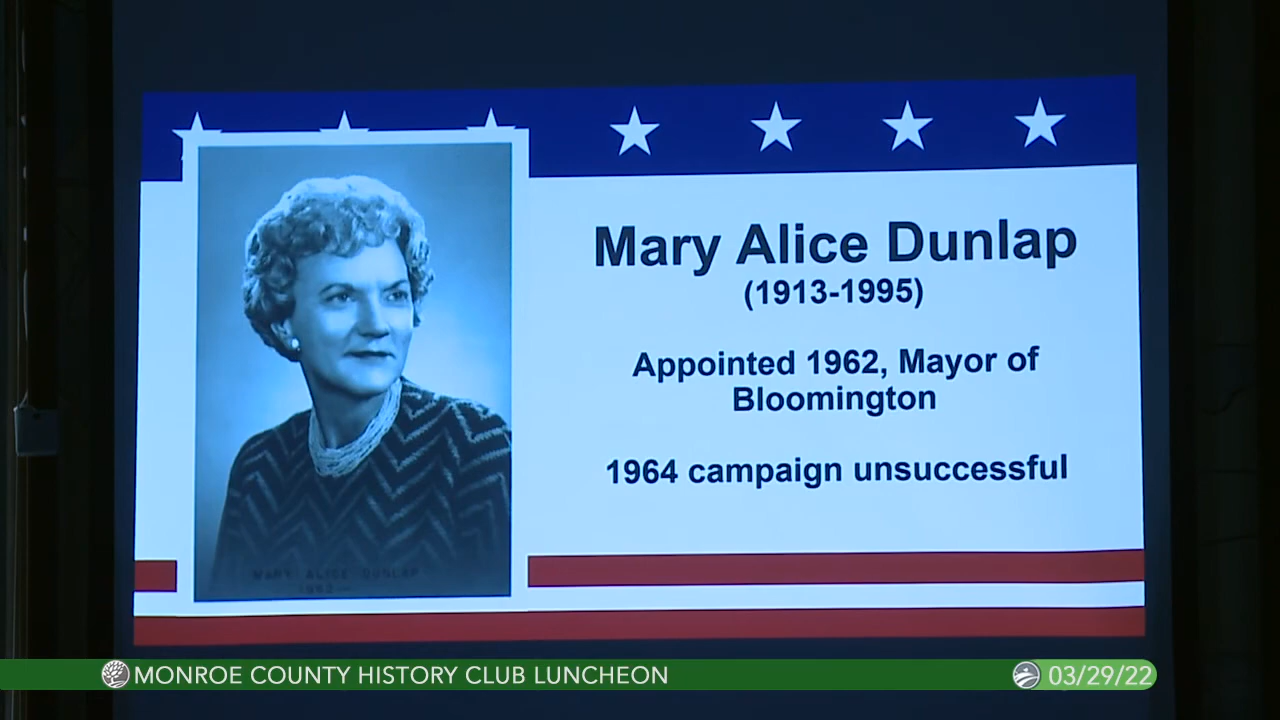 Mary Alice Dunlap
(1913-1995)
Appointed 1962, Mayor of
Bloomington
1964 campaign unsuccessful
MARY ALICE DUNLAP
1962
MONROE COUNTY HISTORY CLUB LUNCHEON
03/29/22